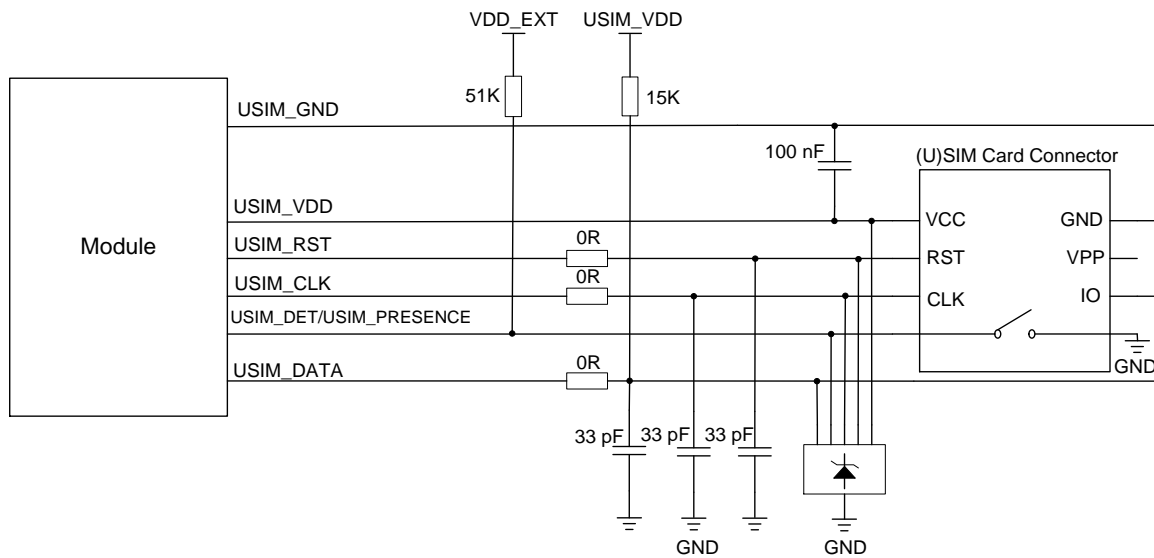 VDD_EXT
USIM_VDD
51K
15K
USIM_GND
100 nF
(U)SIM Card Connector
USIM_VDD
VCC
GND
Module
USIM_RST
0R
RST
VPP
USIM_CLK
0R
CLK
IO
USIM_DET/USIM_PRESENCE
GND
USIM_DATA
0R
33 pF
33 pF
33 pF
GND
GND